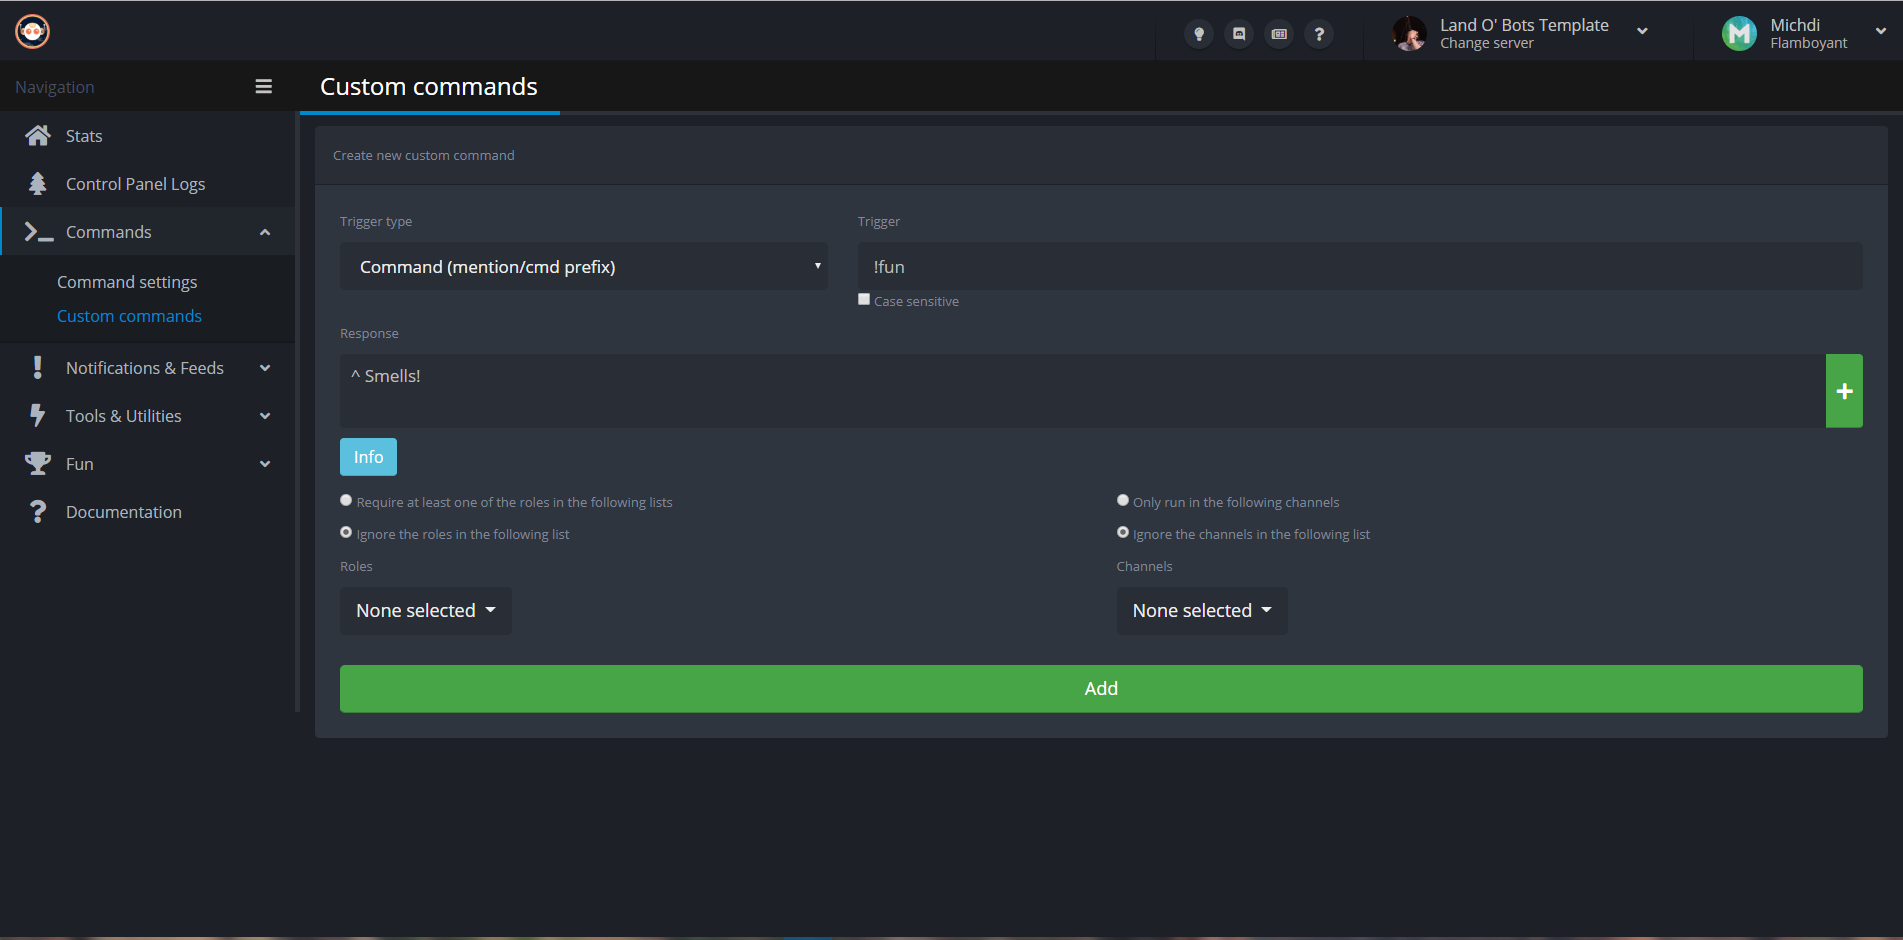 Land O' Bots Template
Change server
Michdi
Flamboyant
Navigation
Custom commands
Stats
Control Panel Logs
Commands
Command settings
Custom commands
Notifications & Feeds
Tools & Utilities
Fun
Documentation
Create new custom command
Trigger type
Trigger
Command (mention/cmd prefix)
!fun
Case sensitive
Response
^ Smells!
+
Info
Require at least one of the roles in the following lists
Only run in the following channels
Ignore the roles in the following list
Ignore the channels in the following list
Roles
Channels
None selected
None selected
Add